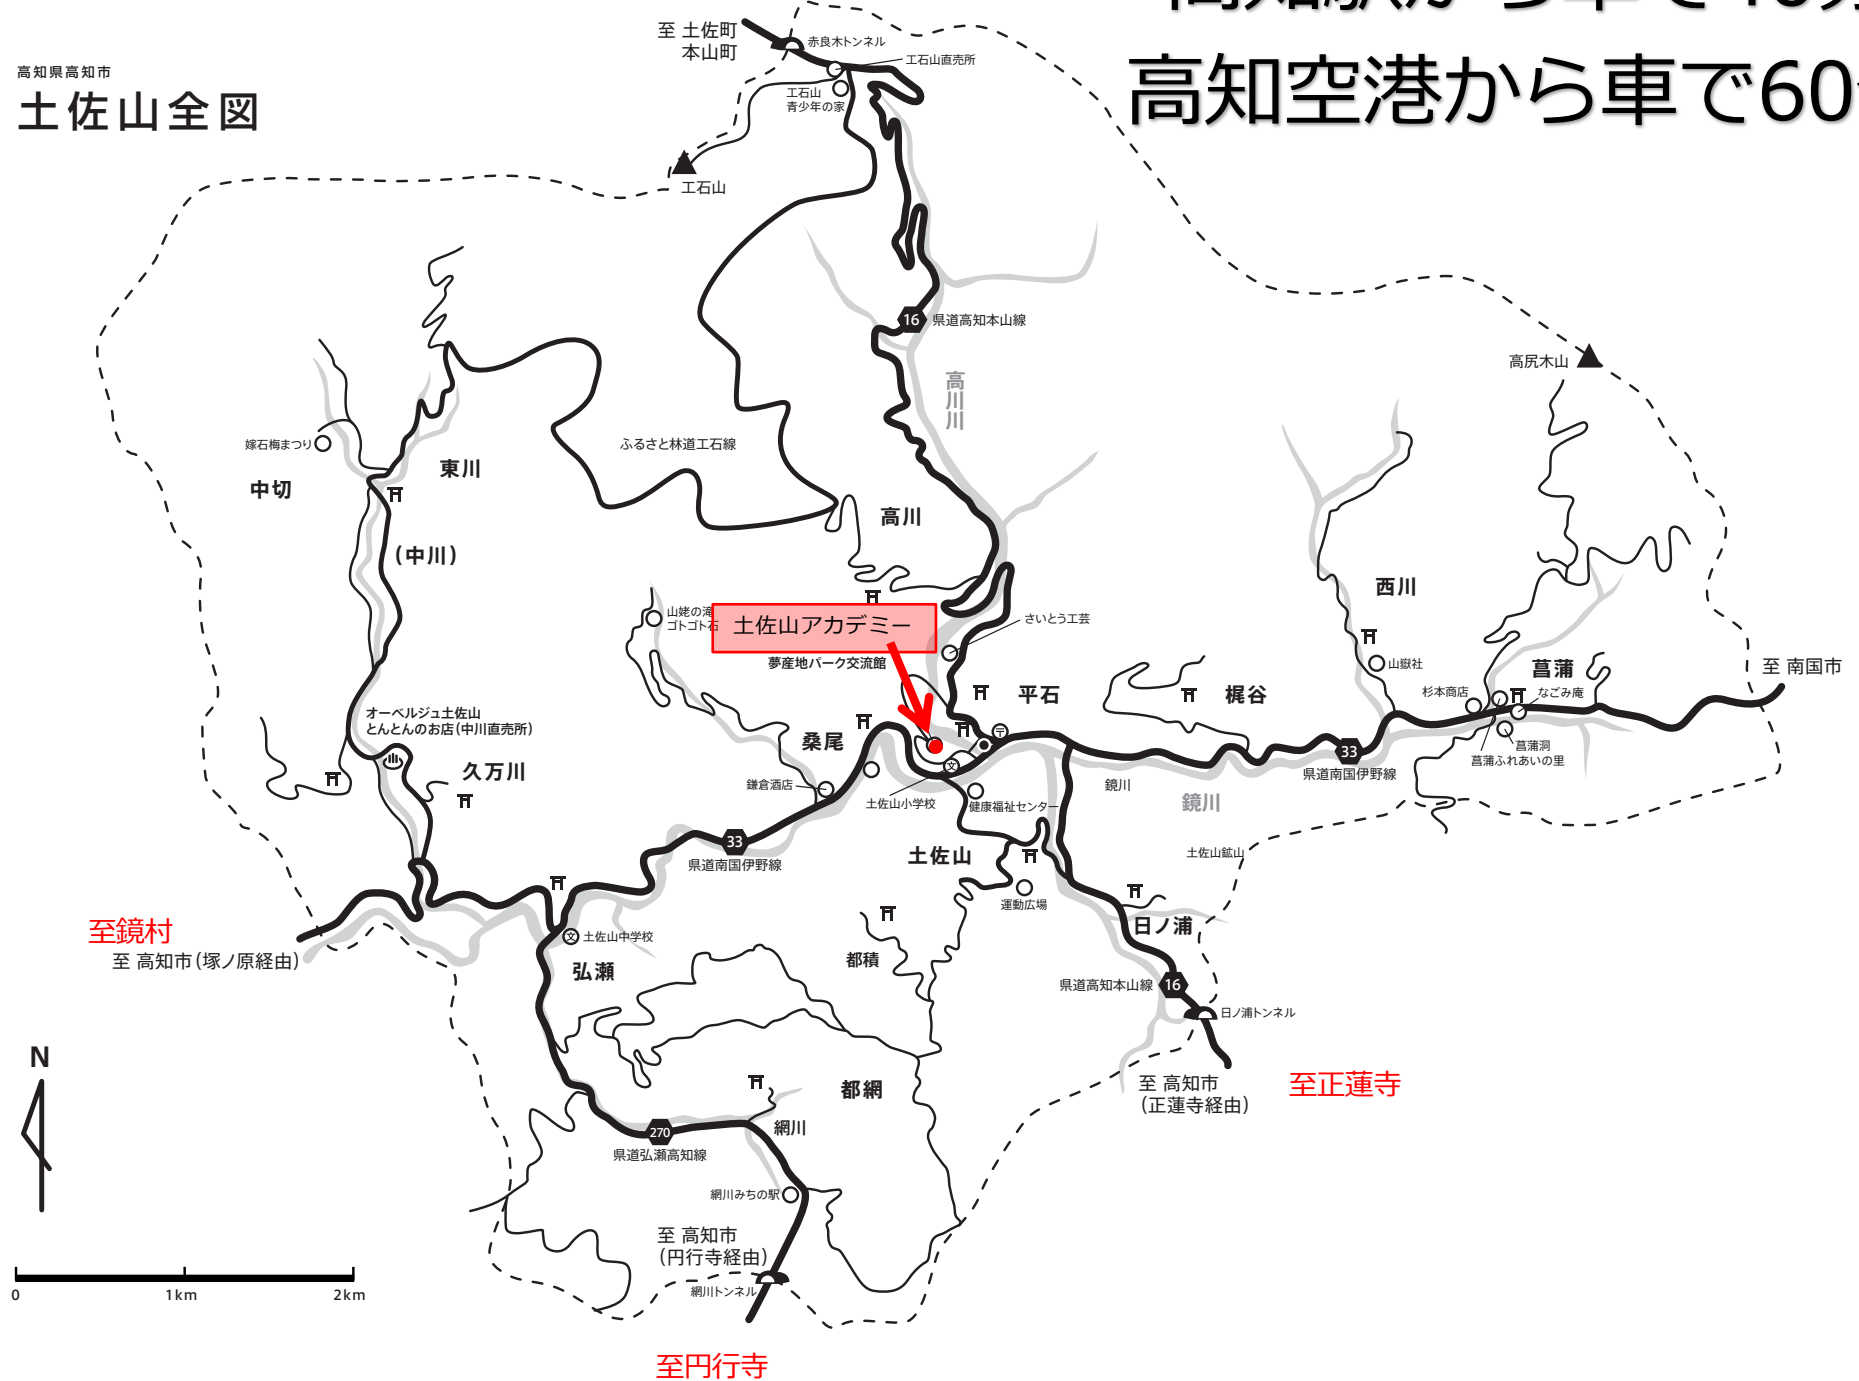 高知空港から車で60
高知県高知市
土佐山全図
至 土佐町
本山町
赤良木トンネル
工石山直売所
工石山
青少年の家
工石山
16
県道高知本山線
高川川
高尻木山
嫁石梅まつり
中切
東川
ふるさと林道工石線
(中川)
高川
西川
山姥の滝
ゴトゴト石
土佐山アカデミー
夢産地パーク交流館
さいとう工芸
平石
梶谷
山嶽社
菖蒲
杉本商店
なごみ庵
至 南国市
オーベルジュ土佐山
とんとんのお店(中川直売所)
桑尾
久万川
鎌倉酒店
〒
文
土佐山小学校
健康福祉センター
鏡川
鏡川
33
県道南国伊野線
菖蒲洞
菖蒲ふれあいの里
33
県道南国伊野線
土佐山
土佐山鉱山
運動広場
日ノ浦
至鏡村
至 高知市(塚ノ原経由)
文
土佐山中学校
弘瀬
都積
県道高知本山線
16
日ノ浦トンネル
至 高知市
(正蓮寺経由)
至正蓮寺
都網
網川
270
県道弘瀬高知線
網川みちの駅
至 高知市
(円行寺経由)
網川トンネル
至円行寺
N
0 1km 2km